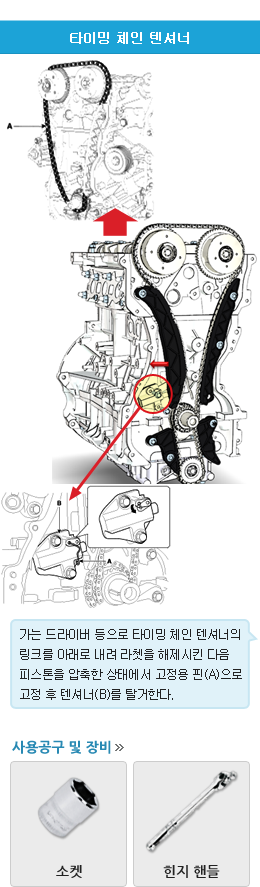 타이밍 체인 텐셔너
A
B
A
가는 드라이버 등으로 타이밍 체인 텐셔너의
링크를 아래로 내려 라쳇을 해제시킨 다음
피스톤을 압축한 상태에서 고정용 핀(A)으로
고정 후 텐셔너(B)를 탈거한다.
사용공구 및 장비 »
소켓
힌지 핸들